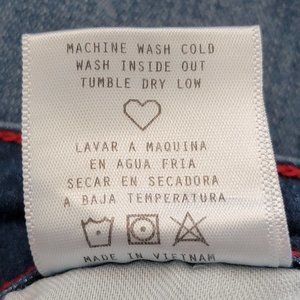 MACHINE WASH COLD
WASH INSIDE OUT
TUMBLE DRY LOW
LAVAR A MAQUINA
EN AGUA FRIA
SECAR EN SECADORA
A BAJA TEMPERATURA
MADE IN VIETNAM